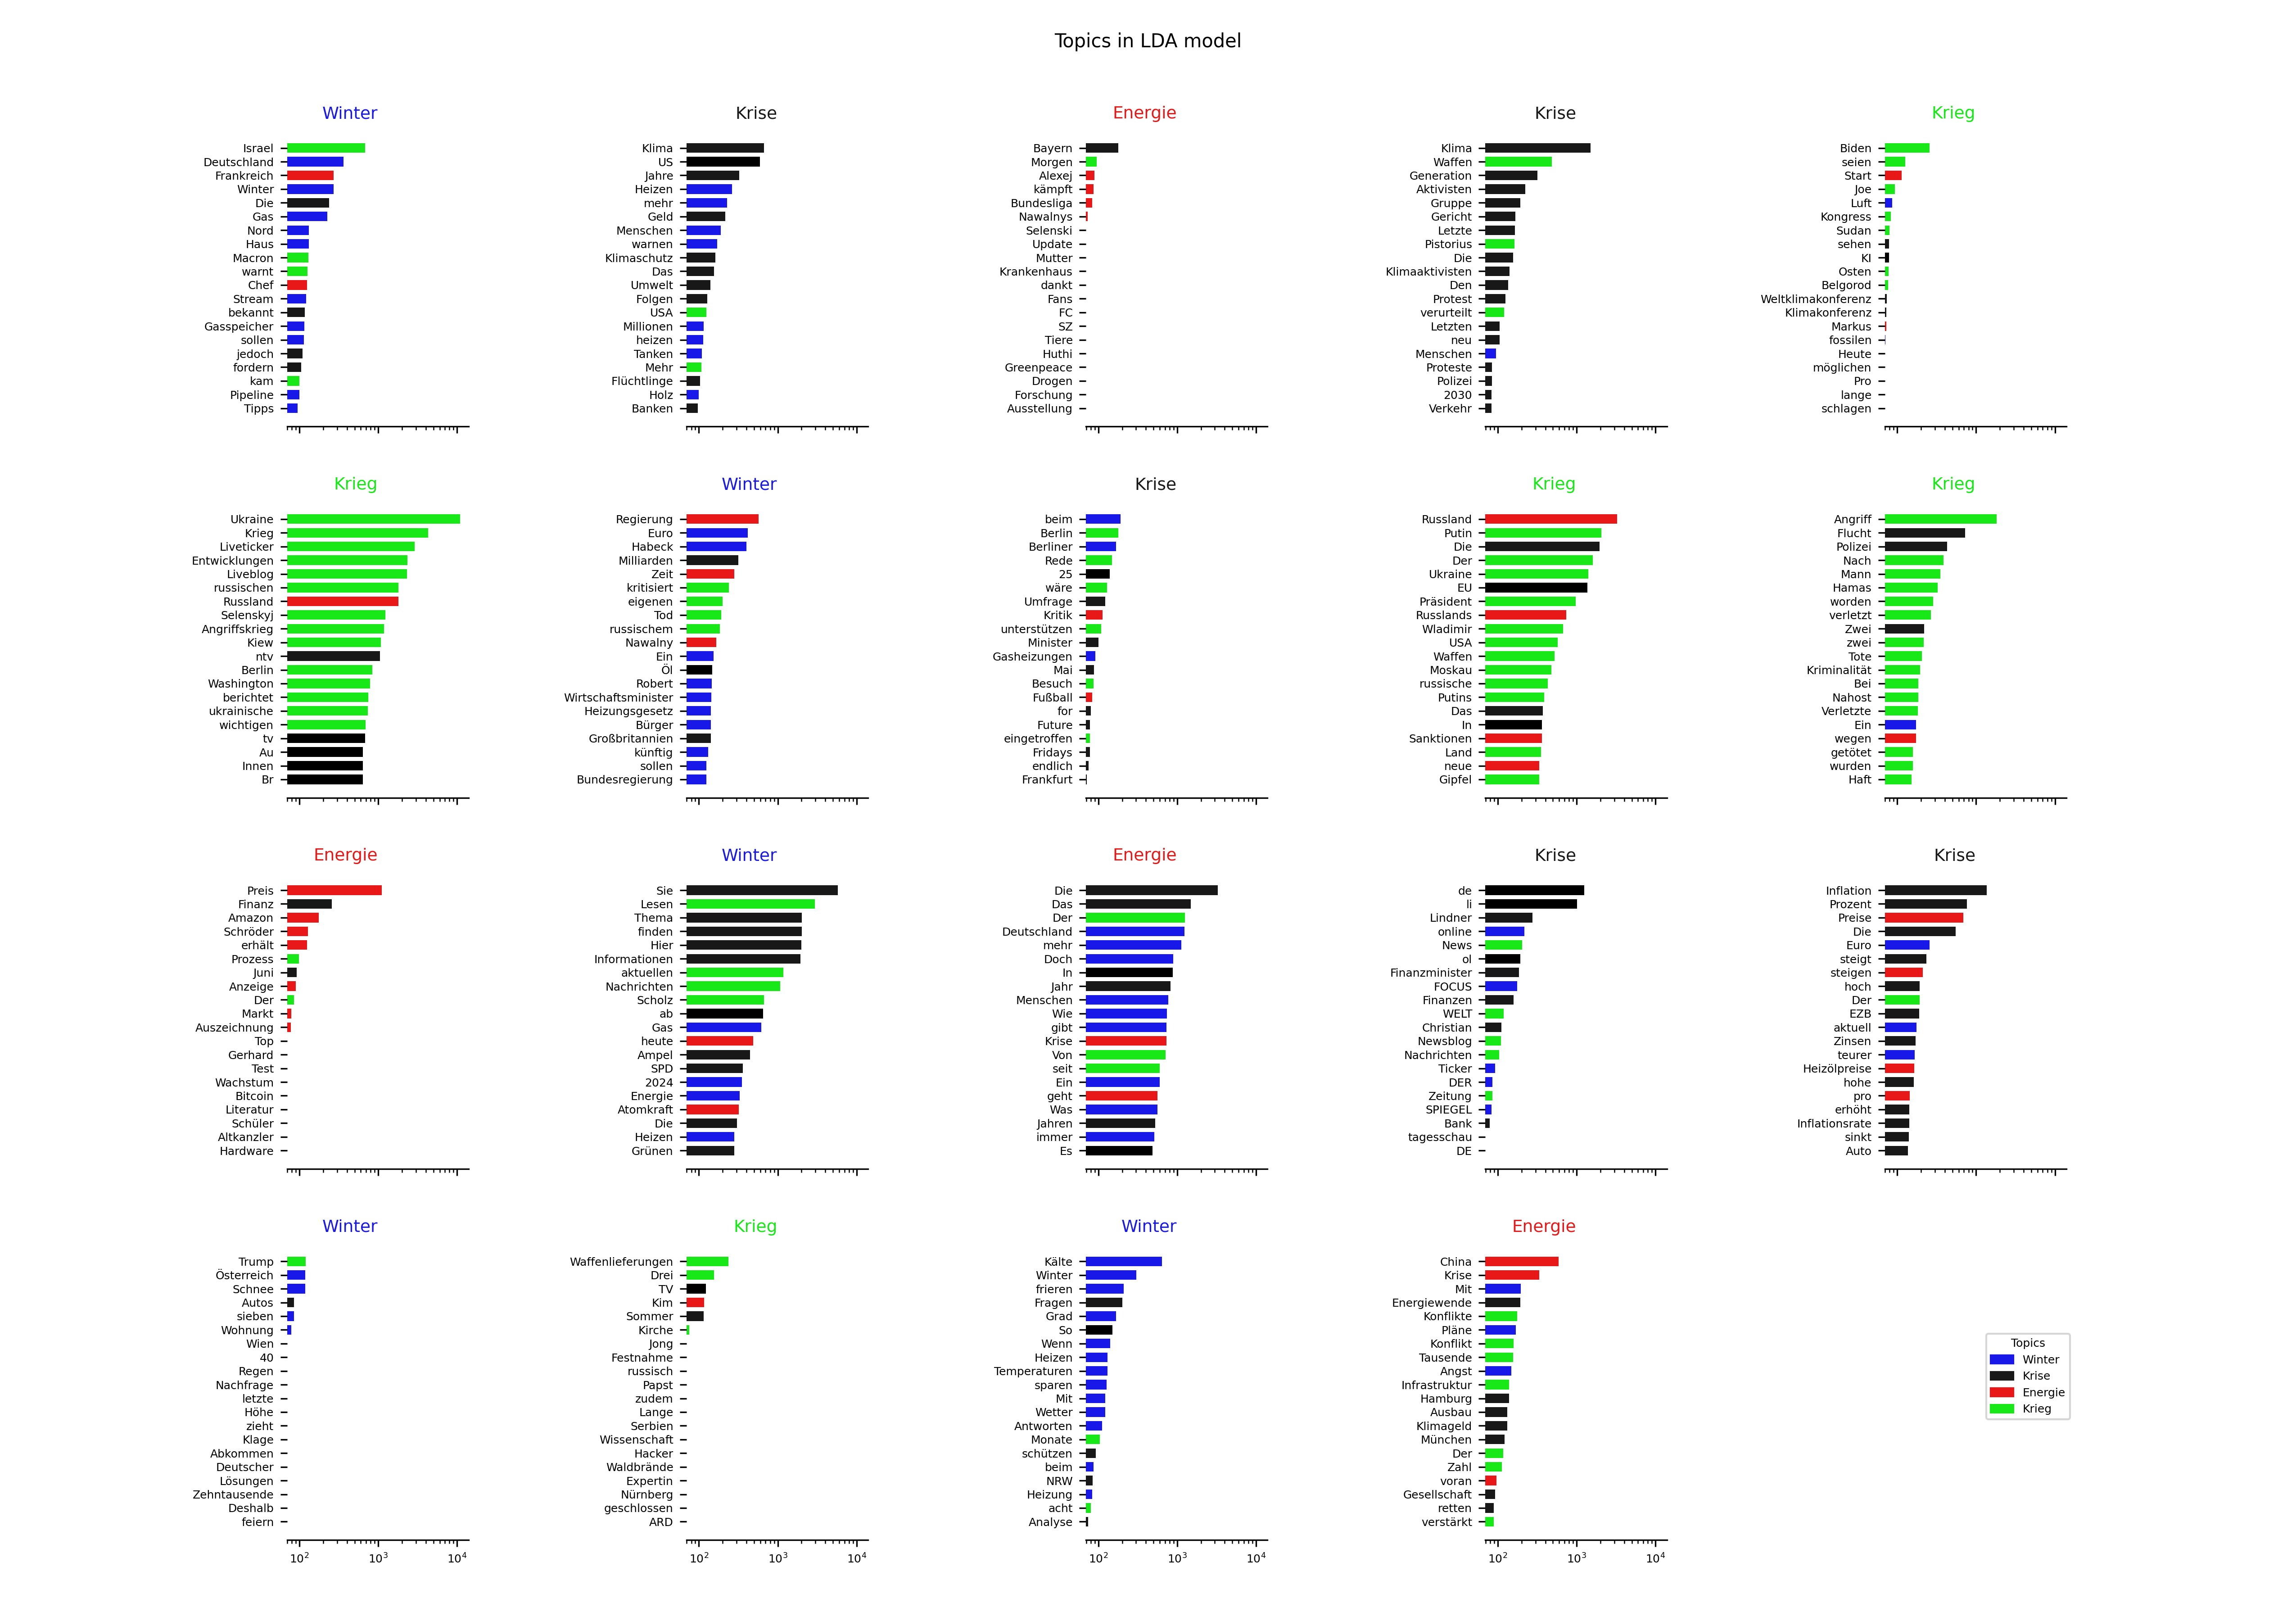 Topics in LDA model
Winter
Israel
Deutschland
Frankreich
Winter
Die
Gas
Nord
Haus
Macron
warnt
Chef
Stream
bekannt
Gasspeicher
sollen
jedoch
fordern
kam
Pipeline
Tipps
Krise
Klima
US
Jahre
Heizen
mehr
Geld
Menschen
warnen
Klimaschutz
Das
Umwelt
Folgen
USA
Millionen
heizen
Tanken
Mehr
Flüchtlinge
Holz
Banken
Energie
Bayern
Morgen
Alexej
kämpft
Bundesliga
Nawalnys
Selenski
Update
Mutter
Krankenhaus
dankt
Fans
FC
SZ
Tiere
Huthi
Greenpeace
Drogen
Forschung
Ausstellung
Krise
Klima
Waffen
Generation
Aktivisten
Gruppe
Gericht
Letzte
Pistorius
Die
Klimaaktivisten
Den
Protest
verurteilt
Letzten
neu
Menschen
Proteste
Polizei
2030
Verkehr
Krieg
Biden
seien
Start
Joe
Luft
Kongress
Sudan
sehen
KI
Osten
Belgorod
Weltklimakonferenz
Klimakonferenz
Markus
fossilen
Heute
möglichen
Pro
lange
schlagen
Krieg
Ukraine
Krieg
Liveticker
Entwicklungen
Liveblog
russischen
Russland
Selenskyj
Angriffskrieg
Kiew
ntv
Berlin
Washington
berichtet
ukrainische
wichtigen
tv
Au
Innen
Br
Winter
Regierung
Euro
Habeck
Milliarden
Zeit
kritisiert
eigenen
Tod
russischem
Nawalny
Ein
Öl
Robert
Wirtschaftsminister
Heizungsgesetz
Bürger
Großbritannien
künftig
sollen
Bundesregierung
Krise
beim
Berlin
Berliner
Rede
25
wäre
Umfrage
Kritik
unterstützen
Minister
Gasheizungen
Mai
Besuch
Fußball
for
Future
eingetroffen
Fridays
endlich
Frankfurt
Krieg
Russland
Putin
Die
Der
Ukraine
EU
Präsident
Russlands
Wladimir
USA
Waffen
Moskau
russische
Putins
Das
In
Sanktionen
Land
neue
Gipfel
Krieg
Angriff
Flucht
Polizei
Nach
Mann
Hamas
worden
verletzt
Zwei
zwei
Tote
Kriminalität
Bei
Nahost
Verletzte
Ein
wegen
getötet
wurden
Haft
Energie
Preis
Finanz
Amazon
Schröder
erhält
Prozess
Juni
Anzeige
Der
Markt
Auszeichnung
Top
Gerhard
Test
Wachstum
Bitcoin
Literatur
Schüler
Altkanzler
Hardware
Winter
Sie
Lesen
Thema
finden
Hier
Informationen
aktuellen
Nachrichten
Scholz
ab
Gas
heute
Ampel
SPD
2024
Energie
Atomkraft
Die
Heizen
Grünen
Energie
Die
Das
Der
Deutschland
mehr
Doch
In
Jahr
Menschen
Wie
gibt
Krise
Von
seit
Ein
geht
Was
Jahren
immer
Es
Krise
de
li
Lindner
online
News
ol
Finanzminister
FOCUS
Finanzen
WELT
Christian
Newsblog
Nachrichten
Ticker
DER
Zeitung
SPIEGEL
Bank
tagesschau
DE
Krise
Inflation
Prozent
Preise
Die
Euro
steigt
steigen
hoch
Der
EZB
aktuell
Zinsen
teurer
Heizölpreise
hohe
pro
erhöht
Inflationsrate
sinkt
Auto
Winter
Trump
Österreich
Schnee
Autos
sieben
Wohnung
Wien
40
Regen
Nachfrage
letzte
Höhe
zieht
Klage
Abkommen
Deutscher
Lösungen
Zehntausende
Deshalb
feiern
10² 10³ 10⁴
Krieg
Waffenlieferungen
Drei
TV
Kim
Sommer
Kirche
Jong
Festnahme
russisch
Papst
zudem
Lange
Serbien
Wissenschaft
Hacker
Waldbrände
Expertin
Nürnberg
geschlossen
ARD
10² 10³ 10⁴
Winter
Kälte
Winter
frieren
Fragen
Grad
So
Wenn
Heizen
Temperaturen
sparen
Mit
Wetter
Antworten
Monate
schützen
beim
NRW
Heizung
acht
Analyse
10² 10³ 10⁴
Energie
China
Krise
Mit
Energiewende
Konflikte
Pläne
Konflikt
Tausende
Angst
Infrastruktur
Hamburg
Ausbau
Klimageld
München
Der
Zahl
voran
Gesellschaft
retten
verstärkt
10² 10³ 10⁴
Topics
Winter
Krise
Energie
Krieg